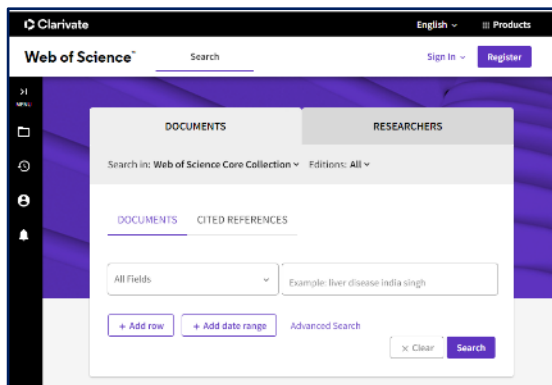 Clarivate
English
Products
Web of Science™
Search
Sign In
Register
MENU
DOCUMENTS
RESEARCHERS
Search in: Web of Science Core Collection
Editions: All
DOCUMENTS
CITED REFERENCES
All Fields
Example: liver disease india singh
+ Add row
+ Add date range
Advanced Search
× Clear
Search